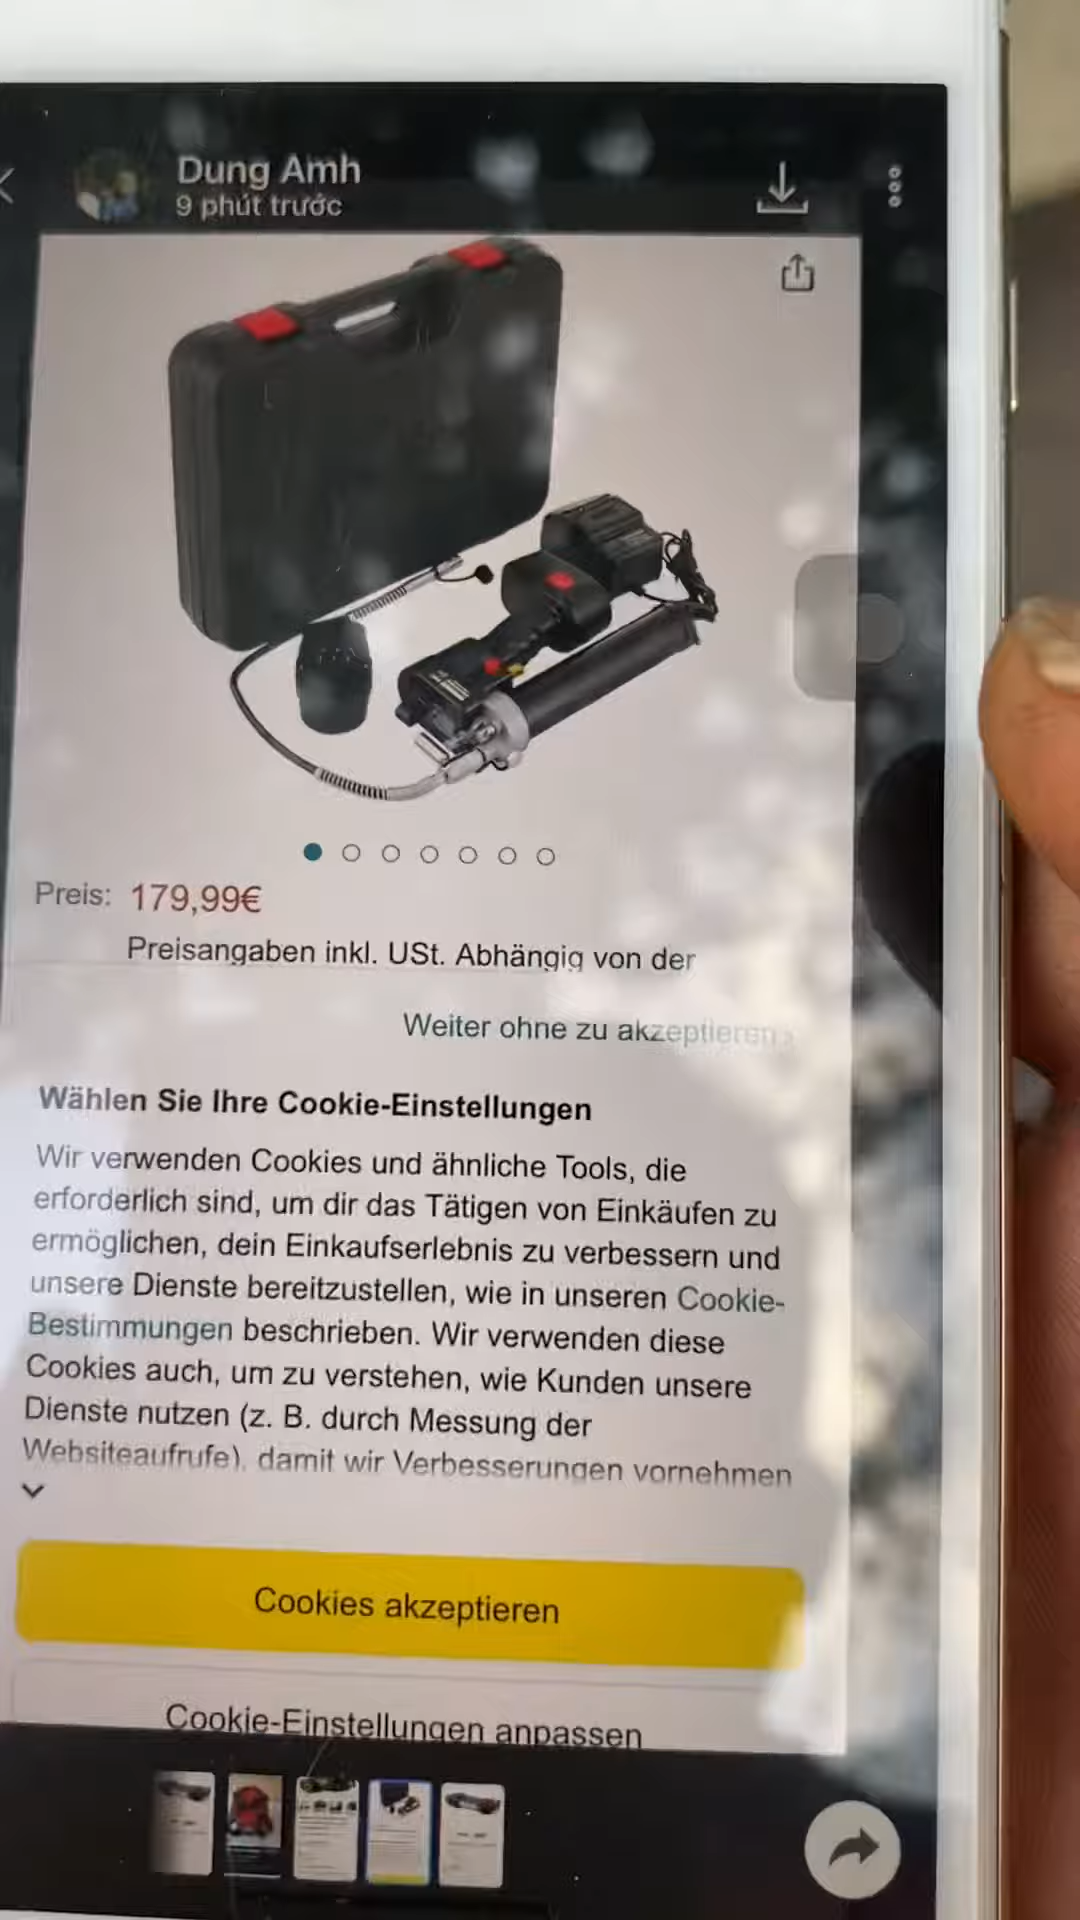 Dung Amh
9 phút trước
Preis: 179,99€
Preisangaben inkl. USt. Abhängig von der
Weiter ohne zu akzeptieren
Wählen Sie Ihre Cookie-Einstellungen
Wir verwenden Cookies und ähnliche Tools, die
erforderlich sind, um dir das Tätigen von Einkäufen zu
ermöglichen, dein Einkaufserlebnis zu verbessern und
unsere Dienste bereitzustellen, wie in unseren Cookie-
Bestimmungen beschrieben. Wir verwenden diese
Cookies auch, um zu verstehen, wie Kunden unsere
Dienste nutzen (z. B. durch Messung der
Websiteaufrufe), damit wir Verbesserungen vornehmen
Cookies akzeptieren
Cookie-Einstellungen anpassen